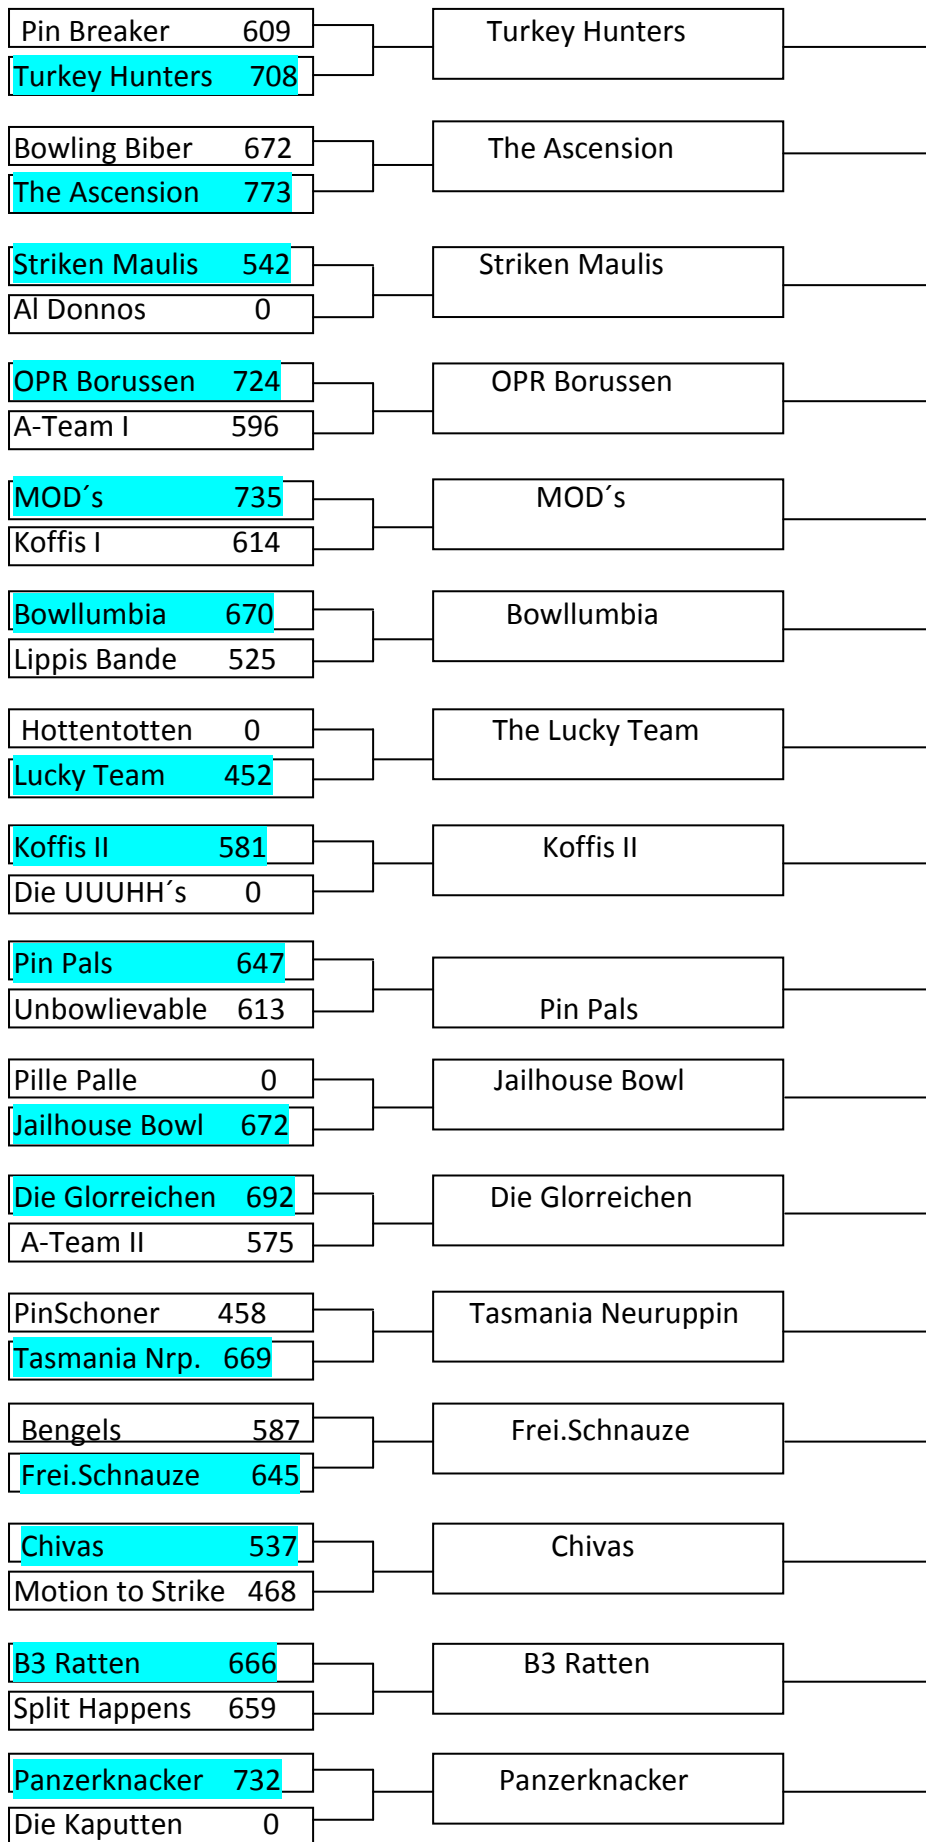 Pin Breaker 609
Turkey Hunters
Turkey Hunters 708
Bowling Biber 672
The Ascension
The Ascension 773
Striken Maulis 542
Striken Maulis
Al Donnos 0
OPR Borussen 724
OPR Borussen
A-Team I 596
MOD´s 735
MOD´s
Koffis I 614
Bowllumbia 670
Bowllumbia
Lippis Bande 525
Hottentotten 0
The Lucky Team
Lucky Team 452
Koffis II 581
Koffis II
Die UUUHH´s 0
Pin Pals 647
Unbowlievable 613
Pin Pals
Pille Palle 0
Jailhouse Bowl
Jailhouse Bowl 672
Die Glorreichen 692
Die Glorreichen
A-Team II 575
PinSchoner 458
Tasmania Neuruppin
Tasmania Nrp. 669
Bengels 587
Frei.Schnauze
Frei.Schnauze 645
Chivas 537
Chivas
Motion to Strike 468
B3 Ratten 666
B3 Ratten
Split Happens 659
Panzerknacker 732
Panzerknacker
Die Kaputten 0